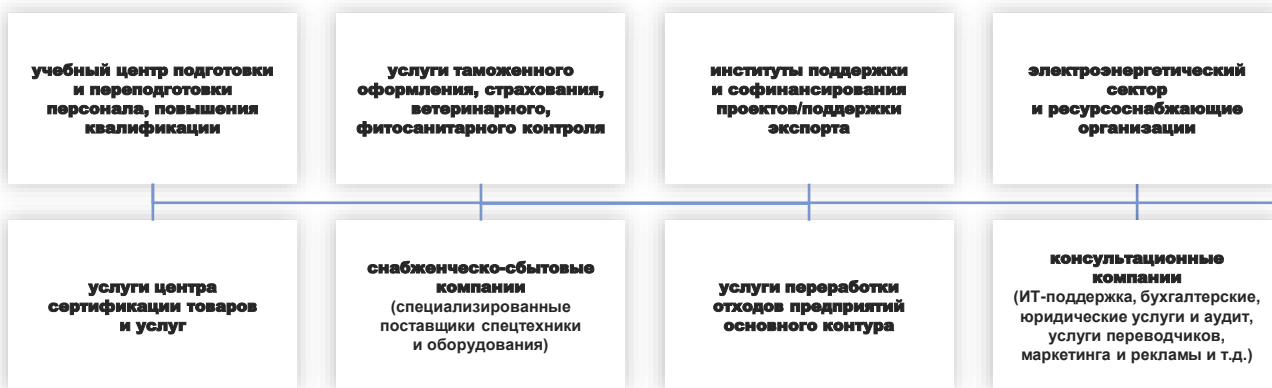 учебный центр подготовки
и переподготовки
персонала, повышения
квалификации
услуги таможенного
оформления, страхования,
ветеринарного,
фитосанитарного контроля
институты поддержки
и софинансирования
проектов/поддержки
экспорта
электроэнергетический
сектор
и ресурсоснабжающие
организации
услуги центра
сертификации товаров
и услуг
снабженческо-сбытовые
компании
(специализированные
поставщики спецтехники
и оборудования)
услуги переработки
отходов предприятий
основного контура
консультационные
компании
(ИТ-поддержка, бухгалтерские,
юридические услуги и аудит,
услуги переводчиков,
маркетинга и рекламы и т.д.)